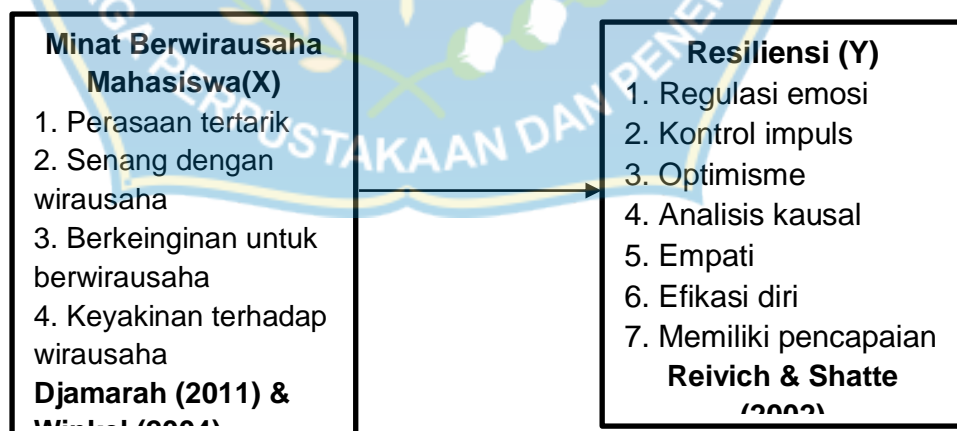 Minat Berwirausaha
Mahasiswa(X)
1. Perasaan tertarik
2. Senang dengan
wirausaha
3. Berkeinginan untuk
berwirausaha
4. Keyakinan terhadap
wirausaha
Djamarah (2011) &
Resiliensi (Y)
1. Regulasi emosi
2. Kontrol impuls
3. Optimisme
4. Analisis kausal
5. Empati
6. Efikasi diri
7. Memiliki pencapaian
Reivich & Shatte
(2002)
PERPUSTAKAAN DAN